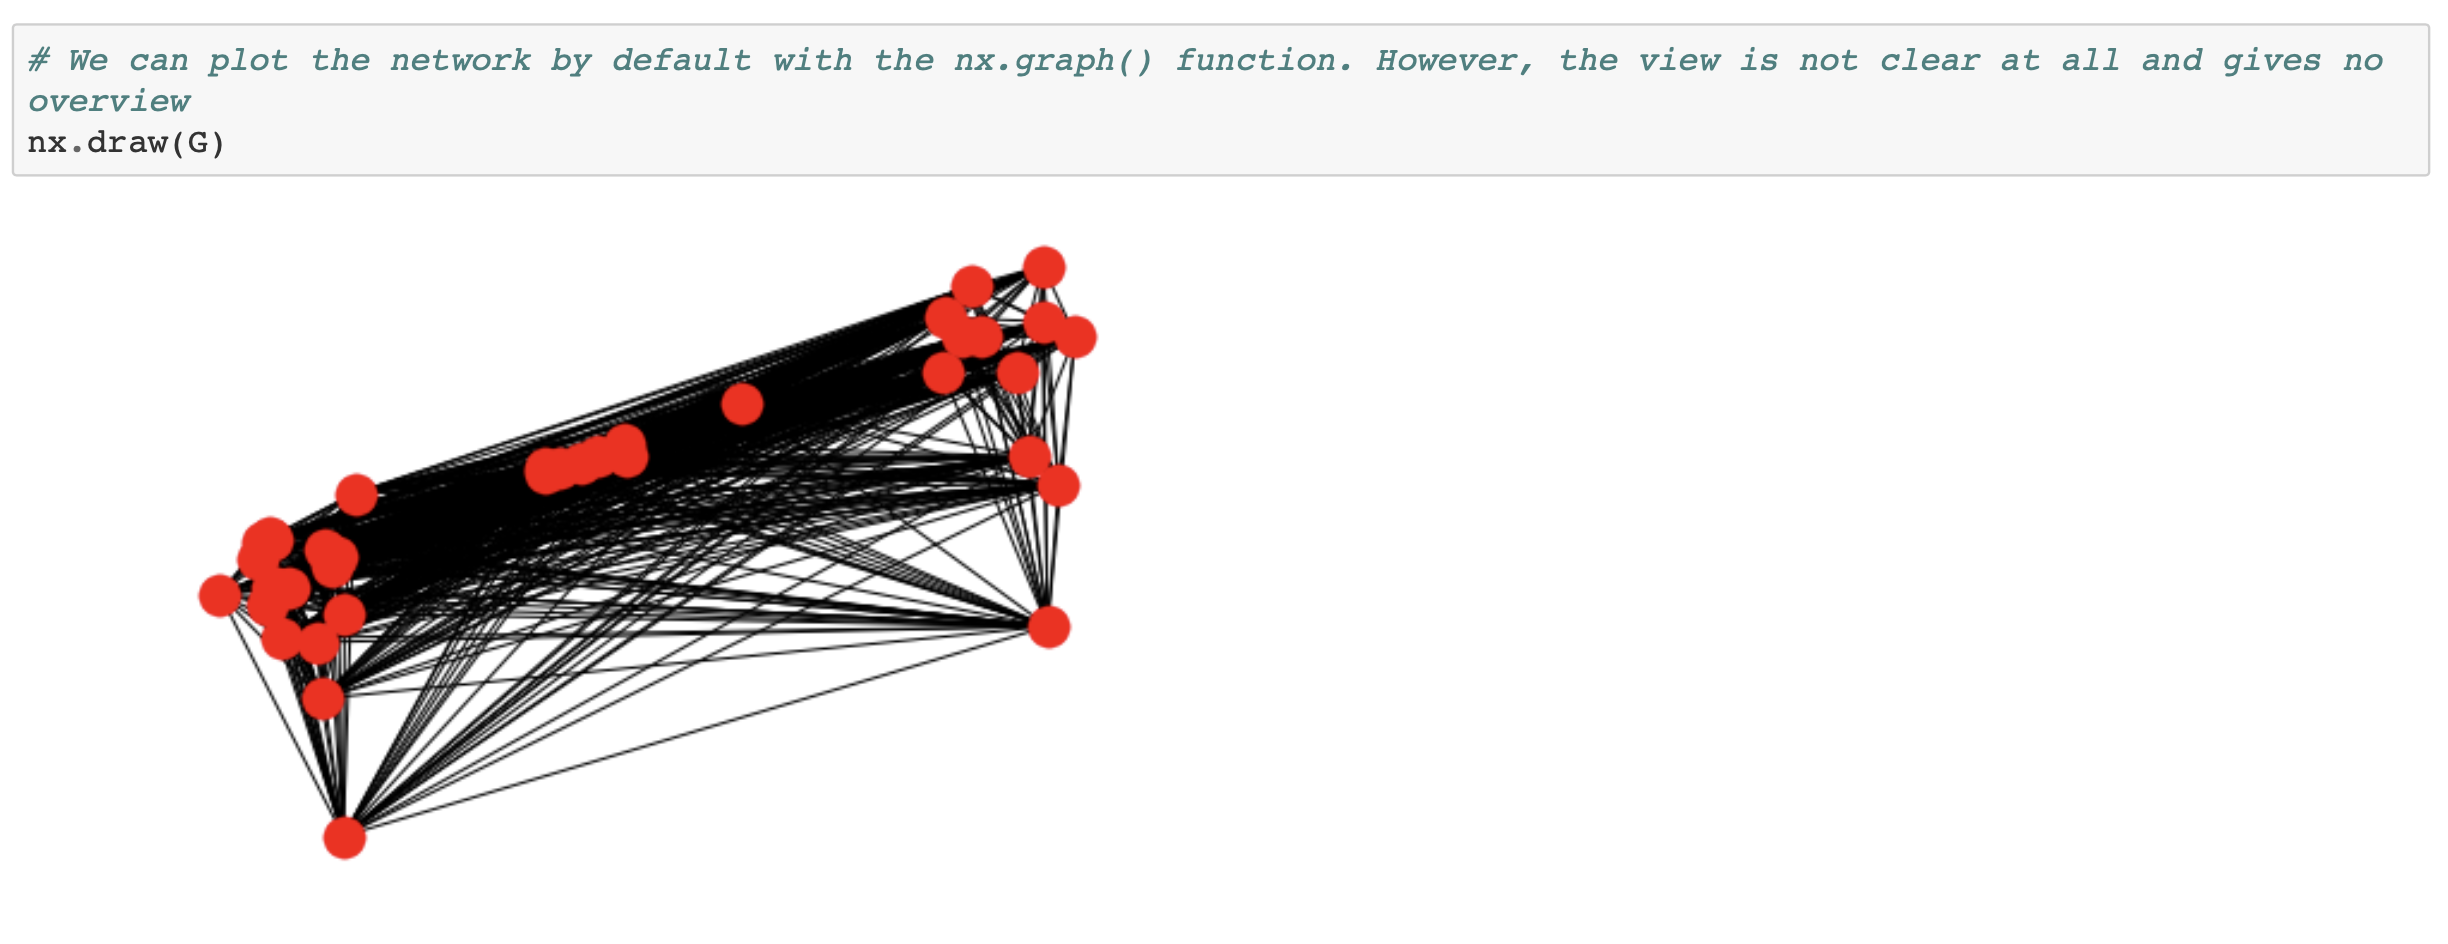 # We can plot the network by default with the nx.graph() function. However, the view is not clear at all and gives no
overview
nx.draw(G)